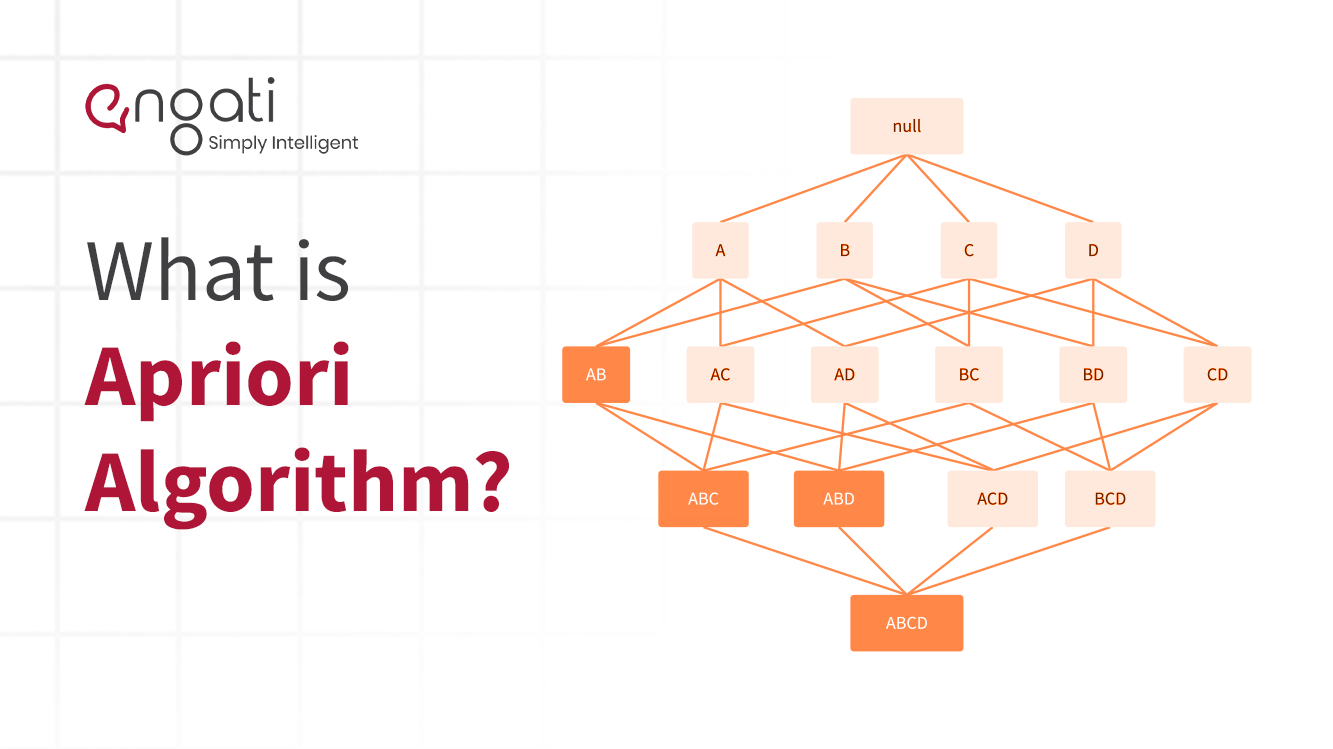 engati
Simply Intelligent
What is
Apriori
Algorithm?
null
A B C D
AB AC AD BC BD CD
ABC ABD ACD BCD
ABCD